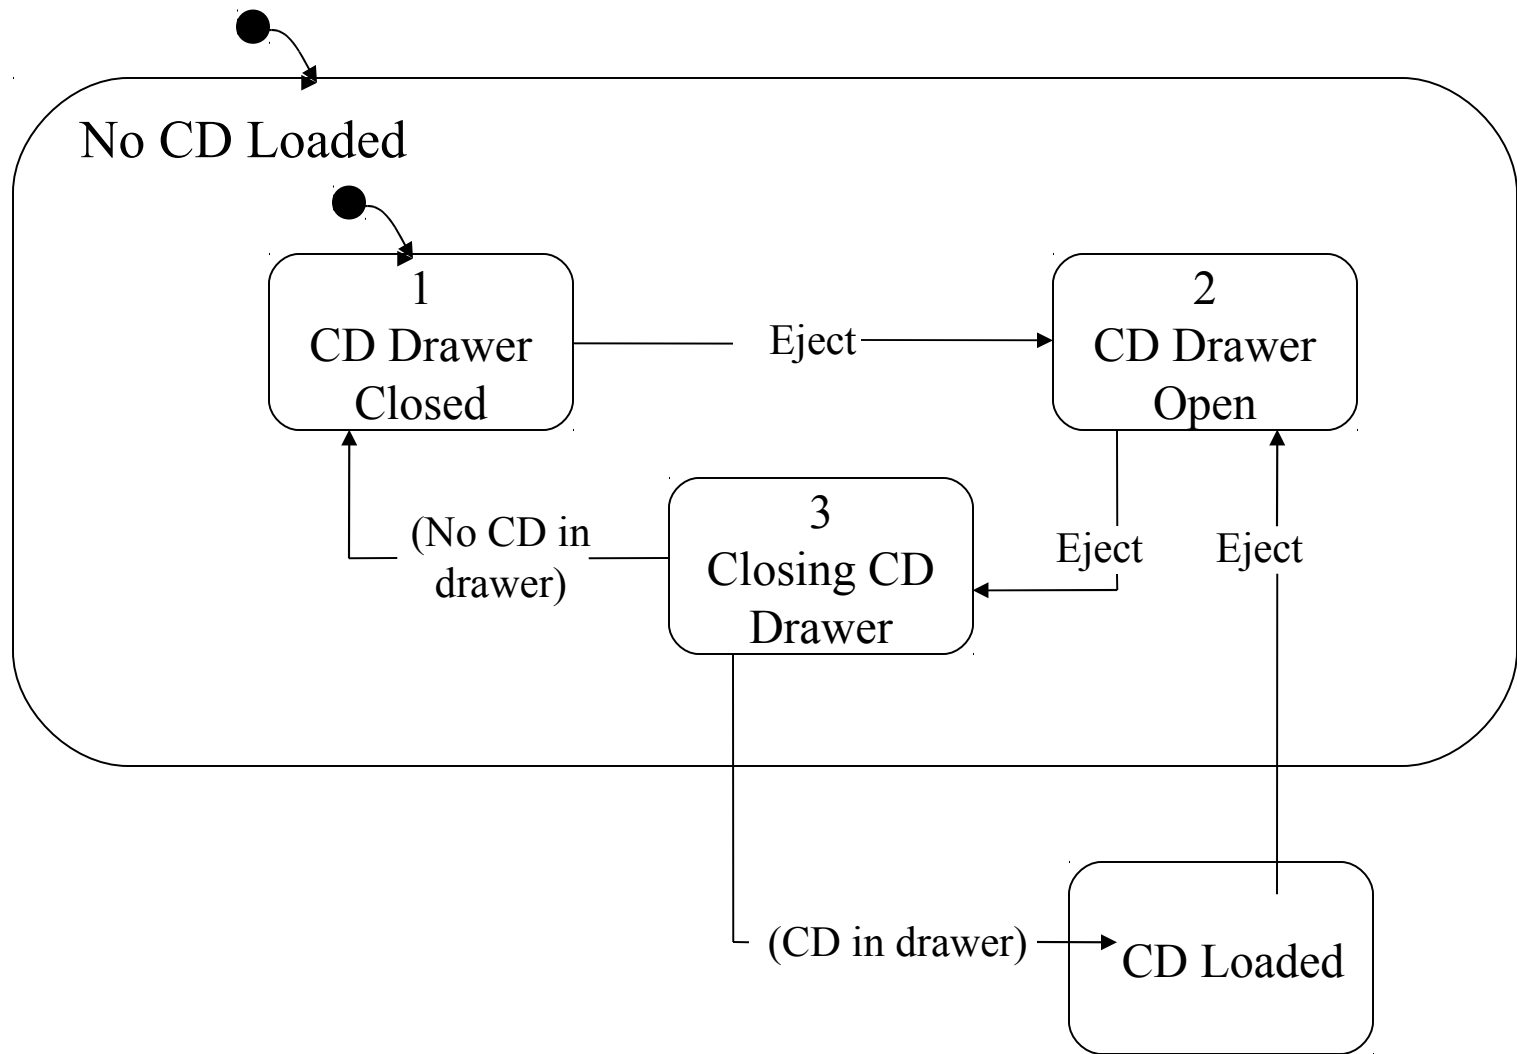 No CD Loaded
1
CD Drawer
Closed
Eject
2
CD Drawer
Open
(No CD in
drawer)
3
Closing CD
Drawer
Eject
Eject
(CD in drawer)
CD Loaded